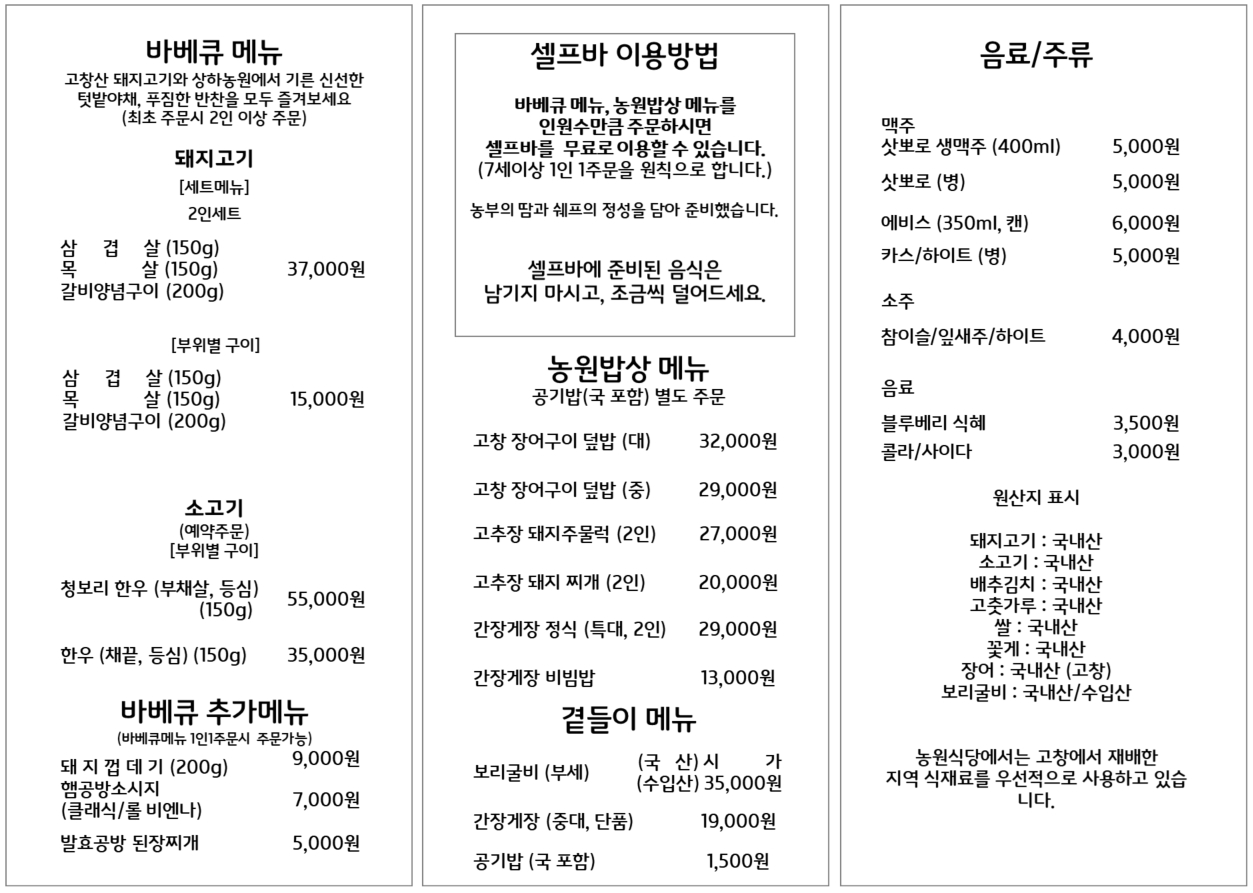 바베큐 메뉴
고창산 돼지고기와 상하농원에서 기른 신선한
텃밭야채, 푸짐한 반찬을 모두 즐겨보세요
(최초 주문시 2인 이상 주문)
돼지고기
[세트메뉴]
2인세트
삼 겹 살 (150g)
목 살 (150g) 37,000원
갈비양념구이 (200g)
[부위별 구이]
삼 겹 살 (150g)
목 살 (150g) 15,000원
갈비양념구이 (200g)
소고기
(예약주문)
[부위별 구이]
청보리 한우 (부채살, 등심)
(150g) 55,000원
한우 (채끝, 등심) (150g) 35,000원
바베큐 추가메뉴
(바베큐메뉴 1인1주문시 주문가능)
돼 지 껍 데 기 (200g) 9,000원
햄공방소시지
(클래식/롤 비엔나) 7,000원
발효공방 된장찌개 5,000원
셀프바 이용방법
바베큐 메뉴, 농원밥상 메뉴를
인원수만큼 주문하시면
셀프바를 무료로 이용할 수 있습니다.
(7세이상 1인 1주문을 원칙으로 합니다.)
농부의 땀과 쉐프의 정성을 담아 준비했습니다.
셀프바에 준비된 음식은
남기지 마시고, 조금씩 덜어드세요.
농원밥상 메뉴
공기밥(국 포함) 별도 주문
고창 장어구이 덮밥 (대) 32,000원
고창 장어구이 덮밥 (중) 29,000원
고추장 돼지주물럭 (2인) 27,000원
고추장 돼지 찌개 (2인) 20,000원
간장게장 정식 (특대, 2인) 29,000원
간장게장 비빔밥 13,000원
곁들이 메뉴
보리굴비 (부세) (국 산) 시 가
(수입산) 35,000원
간장게장 (중대, 단품) 19,000원
공기밥 (국 포함) 1,500원
음료/주류
맥주
삿뽀로 생맥주 (400ml) 5,000원
삿뽀로 (병) 5,000원
에비스 (350ml, 캔) 6,000원
카스/하이트 (병) 5,000원
소주
참이슬/잎새주/하이트 4,000원
음료
블루베리 식혜 3,500원
콜라/사이다 3,000원
원산지 표시
돼지고기 : 국내산
소고기 : 국내산
배추김치 : 국내산
고춧가루 : 국내산
쌀 : 국내산
꽃게 : 국내산
장어 : 국내산 (고창)
보리굴비 : 국내산/수입산
농원식당에서는 고창에서 재배한
지역 식재료를 우선적으로 사용하고 있습
니다.